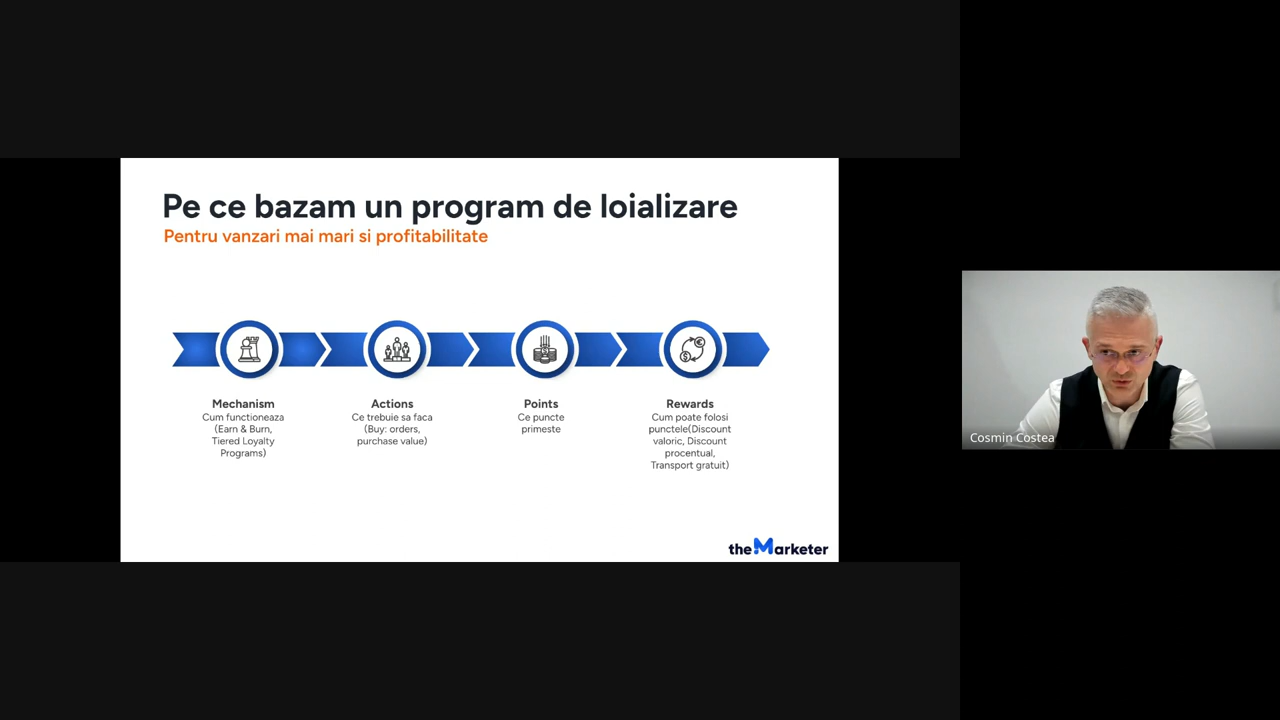 Pe ce bazam un program de loializare
Pentru vanzari mai mari si profitabilitate
Mechanism
Cum functioneaza
(Earn & Burn,
Tiered Loyalty
Programs)
Actions
Ce trebuie sa faca
(Buy: orders,
purchase value)
Points
Ce puncte
primeste
Rewards
Cum poate folosi
punctele(Discount
valoric, Discount
procentual,
Transport gratuit)
theMarketer
Cosmin Costea